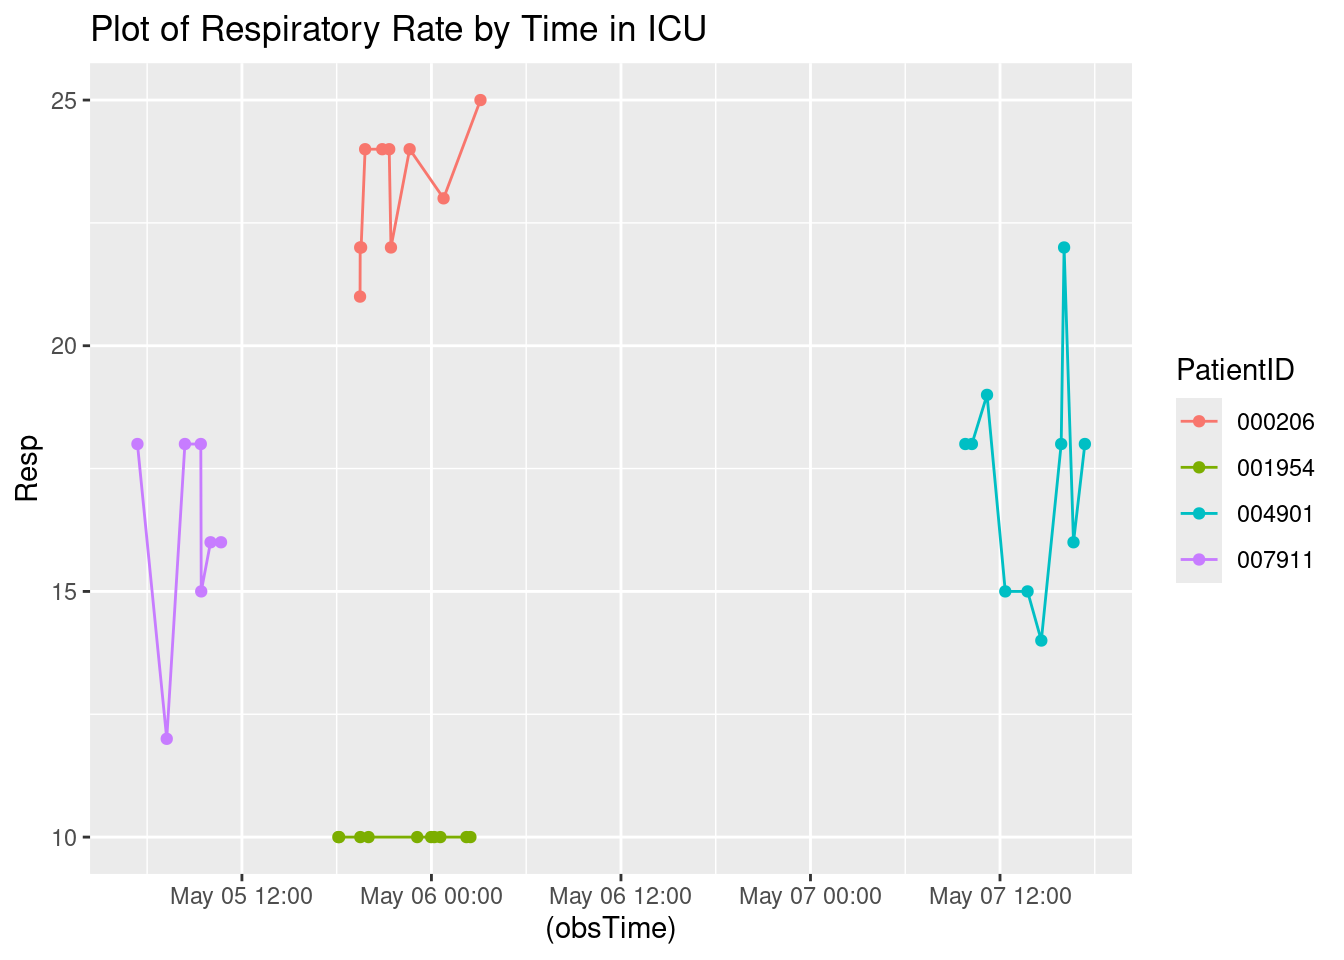 Plot of Respiratory Rate by Time in ICU
25
20
15
10
Resp
May 05 12:00
May 06 00:00
May 06 12:00
May 07 00:00
May 07 12:00
(obsTime)
PatientID
000206
001954
004901
007911